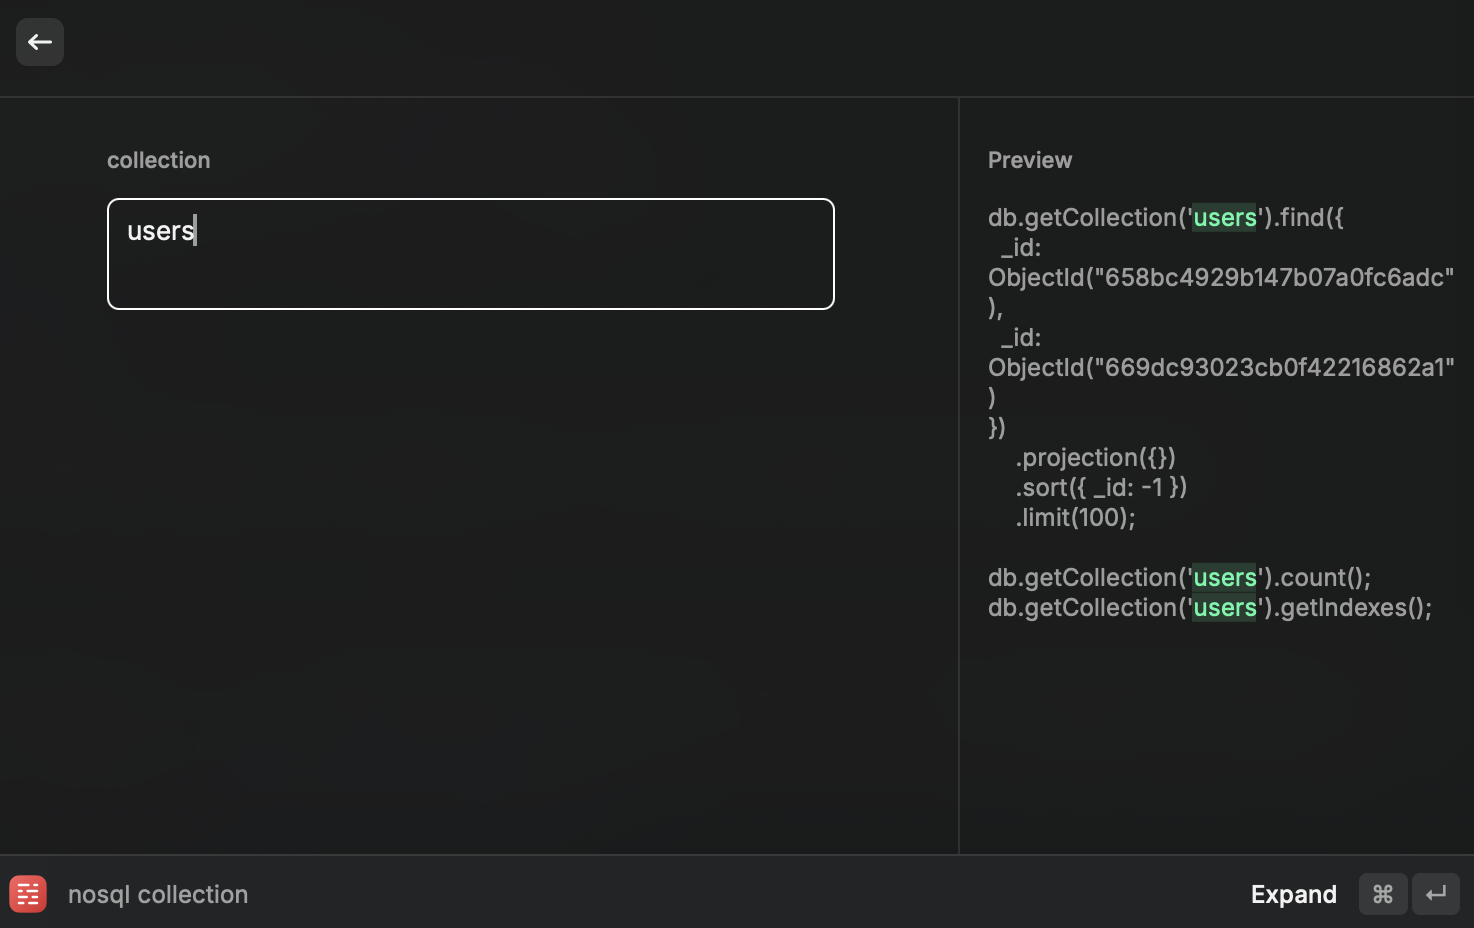 collection
users
Preview
db.getCollection('users').find({
  _id:
ObjectId("658bc4929b147b07a0fc6adc"
),
  _id:
ObjectId("669dc93023cb0f42216862a1"
)
})
    .projection({})
    .sort({ _id: -1 })
    .limit(100);

db.getCollection('users').count();
db.getCollection('users').getIndexes();
nosql collection
Expand ⌘ ↵